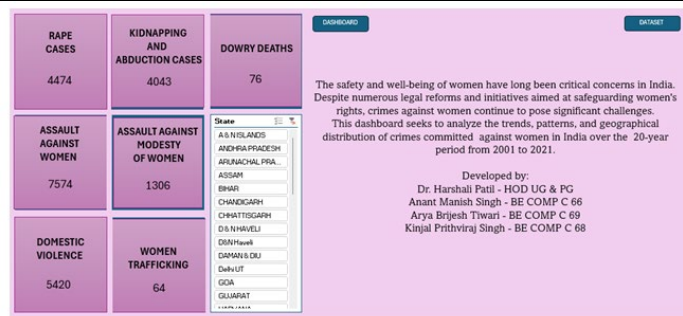 RAPE
CASES
4474
KIDNAPPING
AND
ABDUCTION CASES
4043
DOWRY DEATHS
76
ASSAULT
AGAINST
WOMEN
7574
ASSAULT AGAINST
MODESTY
OF WOMEN
1306
DOMESTIC
VIOLENCE
5420
WOMEN
TRAFFICKING
64
State
A & N ISLANDS
ANDHRA PRADESH
ARUNACHAL PRA...
ASSAM
BIHAR
CHANDIGARH
CHHATTISGARH
D & N HAVELI
D&N Haveli
DAMAN & DIU
Delhi UT
GOA
GUJARAT
DASHBOARD
DATASET
The safety and well-being of women have long been critical concerns in India.
Despite numerous legal reforms and initiatives aimed at safeguarding women's
rights, crimes against women continue to pose significant challenges.
This dashboard seeks to analyze the trends, patterns, and geographical
distribution of crimes committed against women in India over the 20-year
period from 2001 to 2021.
Developed by:
Dr. Harshali Patil - HOD UG & PG
Anant Manish Singh - BE COMP C 66
Arya Brijesh Tiwari - BE COMP C 69
Kinjal Prithviraj Singh - BE COMP C 68